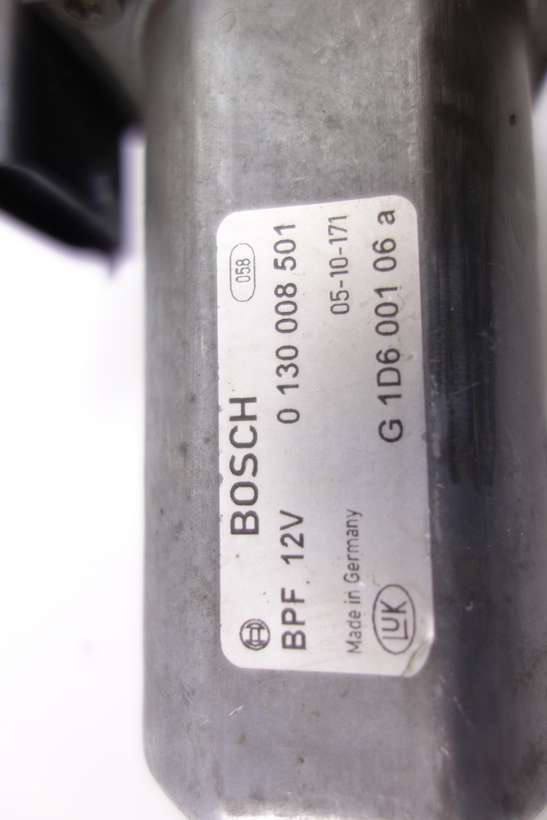 BOSCH 058
BPF 12V 0 130 008 501
Made in Germany 05-10-171
LUK G 1D6 001 06 a